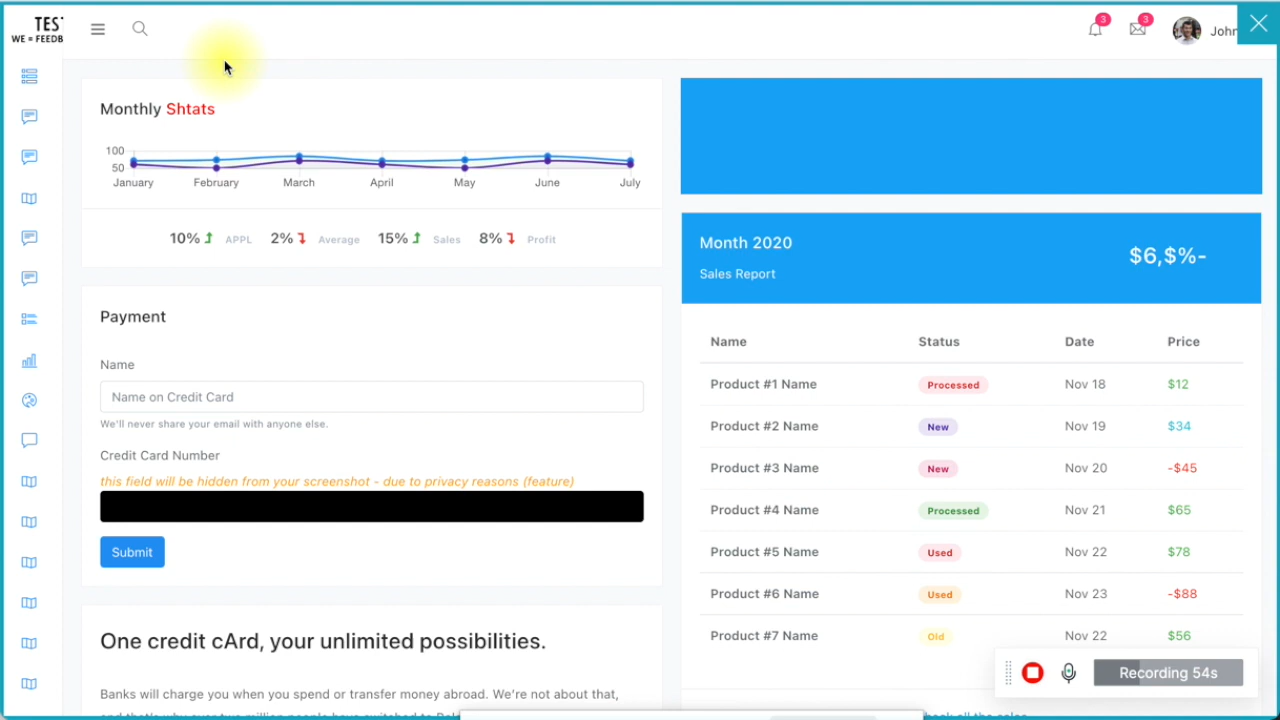 TES
WE = FEEDB
3
3
John
Monthly Shtats
100
50
January February March April May June July
10% APPL 2% Average 15% Sales 8% Profit
Payment
Name
Name on Credit Card
We'll never share your email with anyone else.
Credit Card Number
this field will be hidden from your screenshot - due to privacy reasons (feature)
Submit
One credit cArd, your unlimited possibilities.
Banks will charge you when you spend or transfer money abroad. We're not about that,
Month 2020
$6,$%-
Sales Report
Name Status Date Price
Product #1 Name Processed Nov 18 $12
Product #2 Name New Nov 19 $34
Product #3 Name New Nov 20 -$45
Product #4 Name Processed Nov 21 $65
Product #5 Name Used Nov 22 $78
Product #6 Name Used Nov 23 -$88
Product #7 Name Old Nov 22 $56
Recording 54s